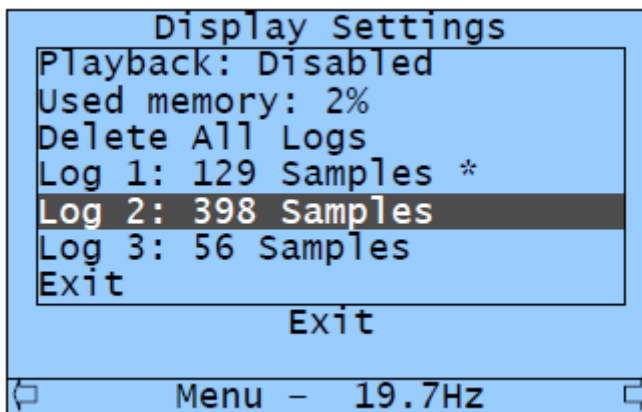 Display Settings
Playback: Disabled
Used memory: 2%
Delete All Logs
Log 1: 129 Samples *
Log 2: 398 Samples
Log 3: 56 Samples
Exit
Exit
Menu – 19.7Hz